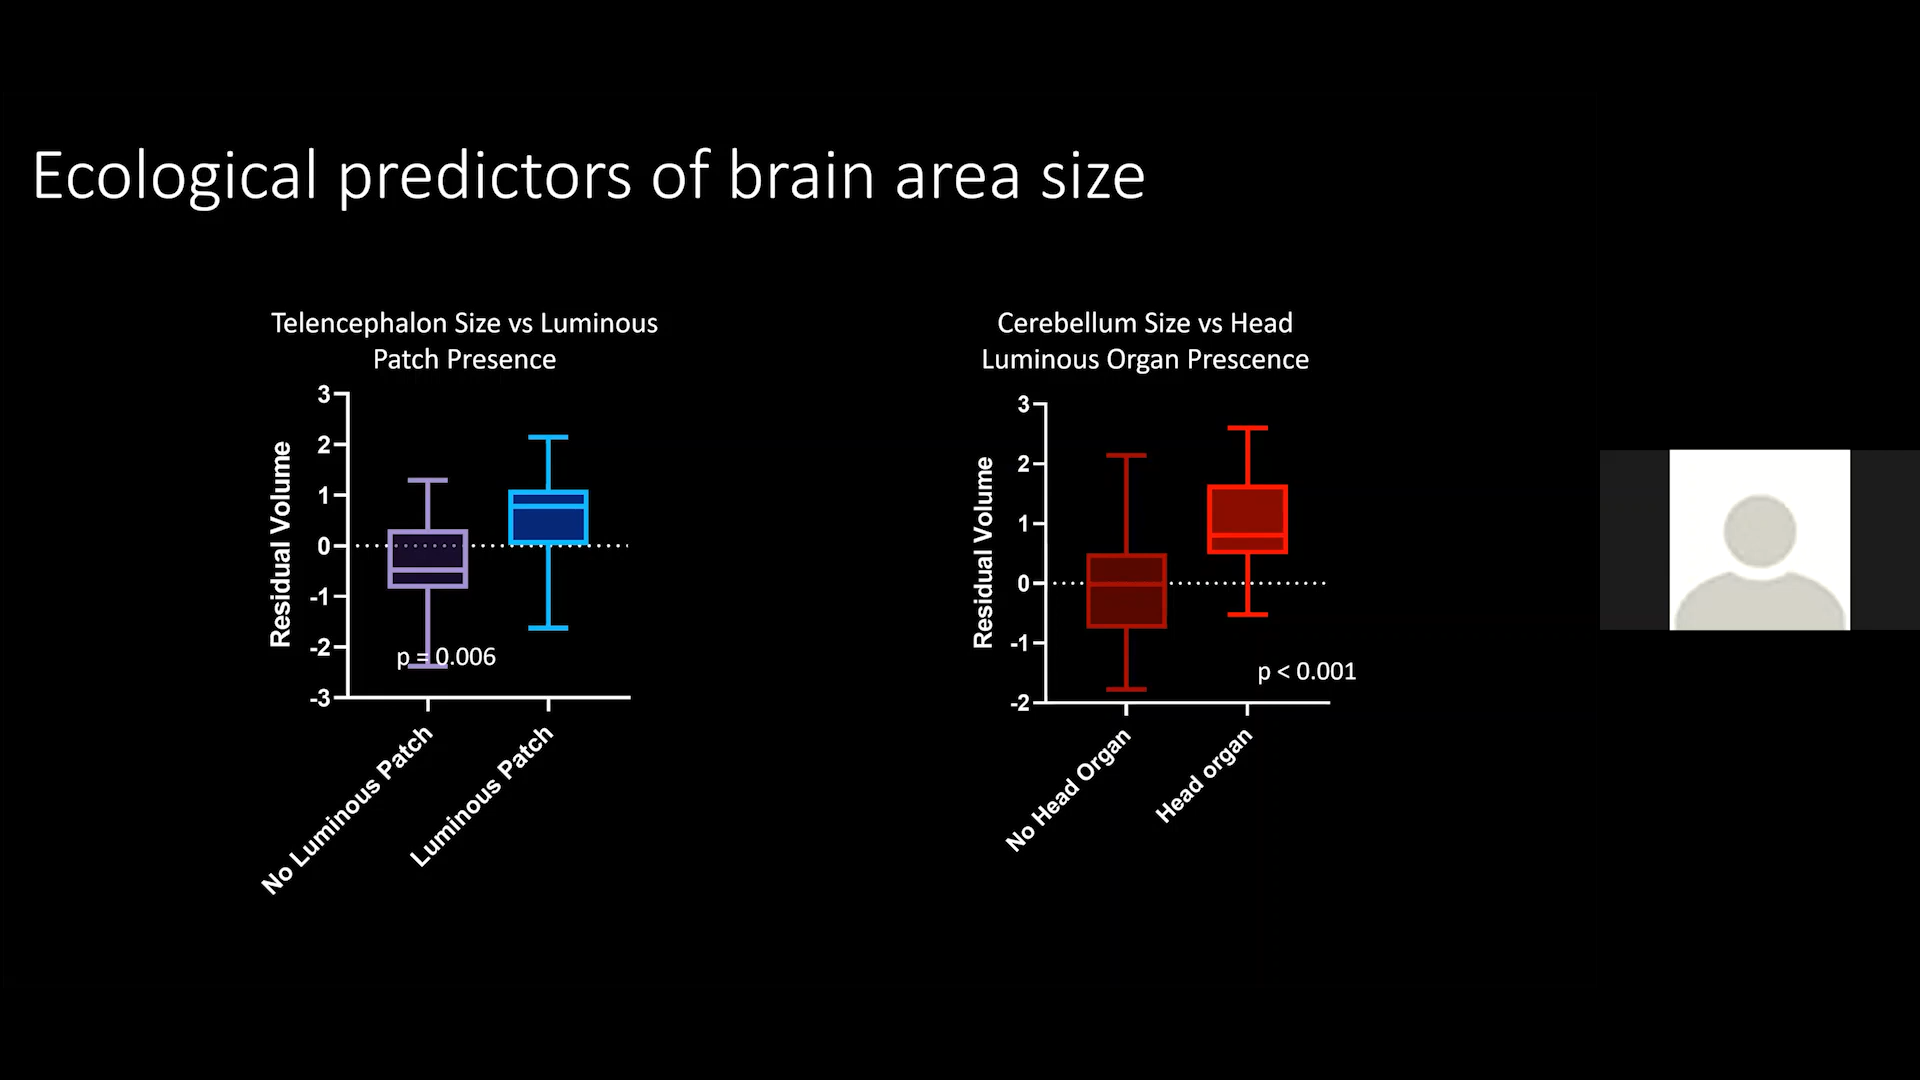 Ecological predictors of brain area size
Telencephalon Size vs Luminous
Patch Presence
3
2
1
0
-1
-2
-3
Residual Volume
p = 0.006
No Luminous Patch
Luminous Patch
Cerebellum Size vs Head
Luminous Organ Prescence
3
2
1
0
-1
-2
Residual Volume
p < 0.001
No Head Organ
Head organ